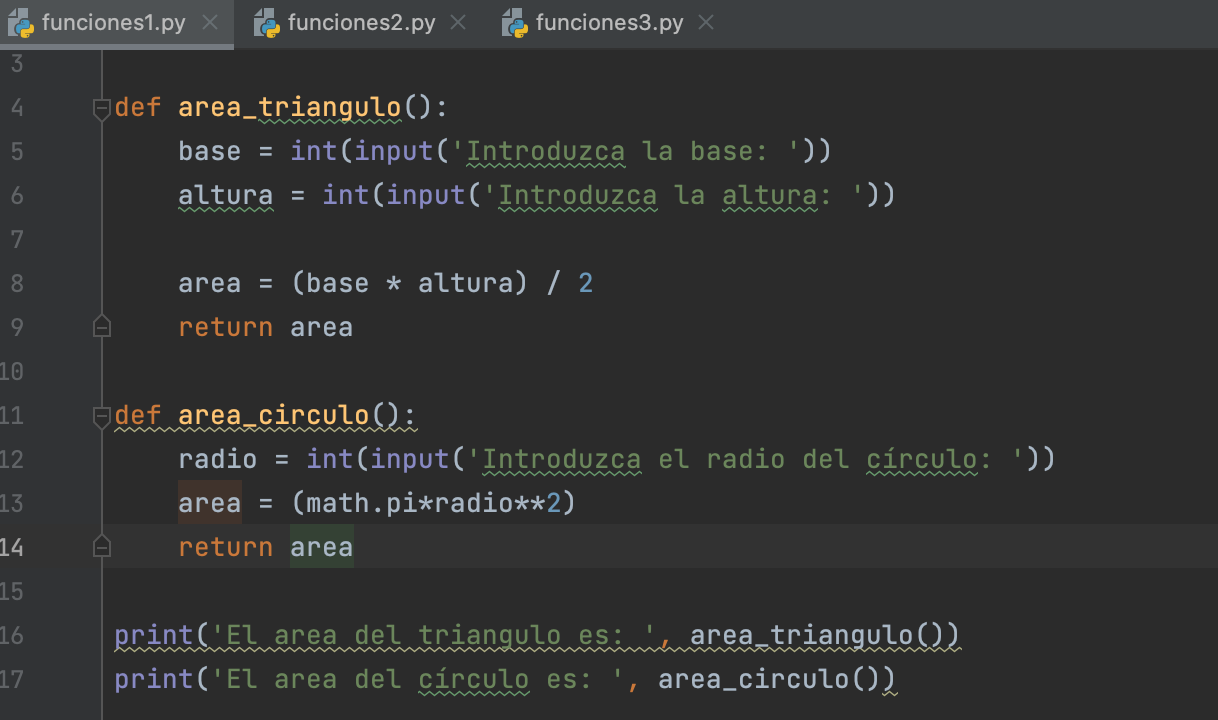 funciones1.py funciones2.py funciones3.py
3
4 def area_triangulo():
5 base = int(input('Introduzca la base: '))
6 altura = int(input('Introduzca la altura: '))
7
8 area = (base * altura) / 2
9 return area
10
11 def area_circulo():
12 radio = int(input('Introduzca el radio del círculo: '))
13 area = (math.pi*radio**2)
14 return area
15
16 print('El area del triangulo es: ', area_triangulo())
17 print('El area del círculo es: ', area_circulo())